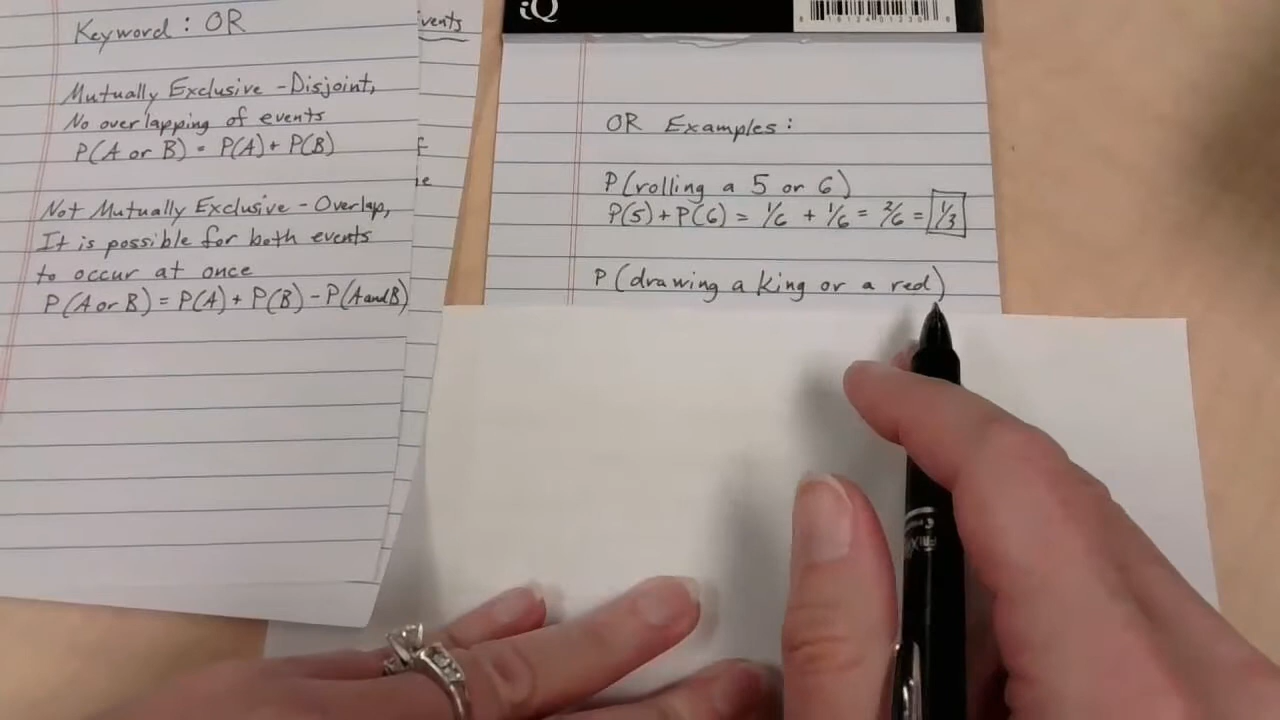 Keyword: OR
Mutually Exclusive - Disjoint,
No overlapping of events
P(A or B) = P(A) + P(B)
Not Mutually Exclusive - Overlap,
It is possible for both events
to occur at once
P(A or B) = P(A) + P(B) - P(A and B)
vents
iQ
OR Examples:
P(rolling a 5 or 6)
P(5) + P(6) = 1/6 + 1/6 = 2/6 = 1/3
P(drawing a king or a red)